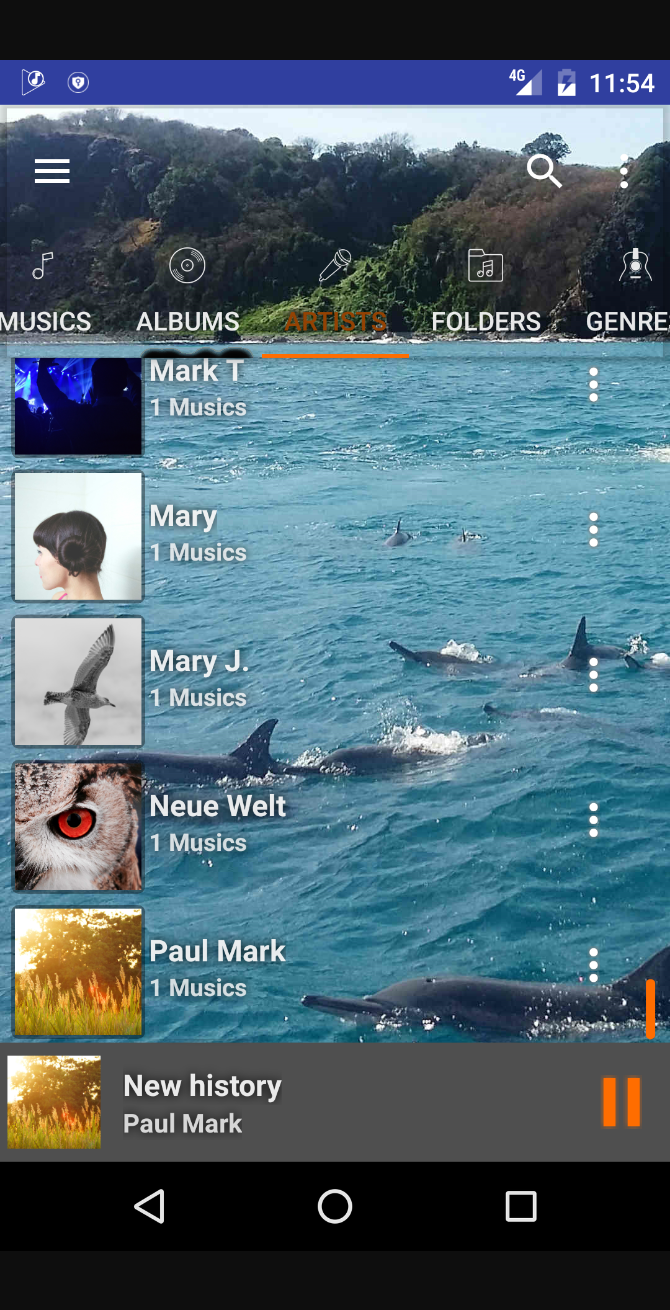 4G 11:54
MUSICS ALBUMS ARTISTS FOLDERS GENRE
Mark T
1 Musics
Mary
1 Musics
Mary J.
1 Musics
Neue Welt
1 Musics
Paul Mark
1 Musics
New history
Paul Mark